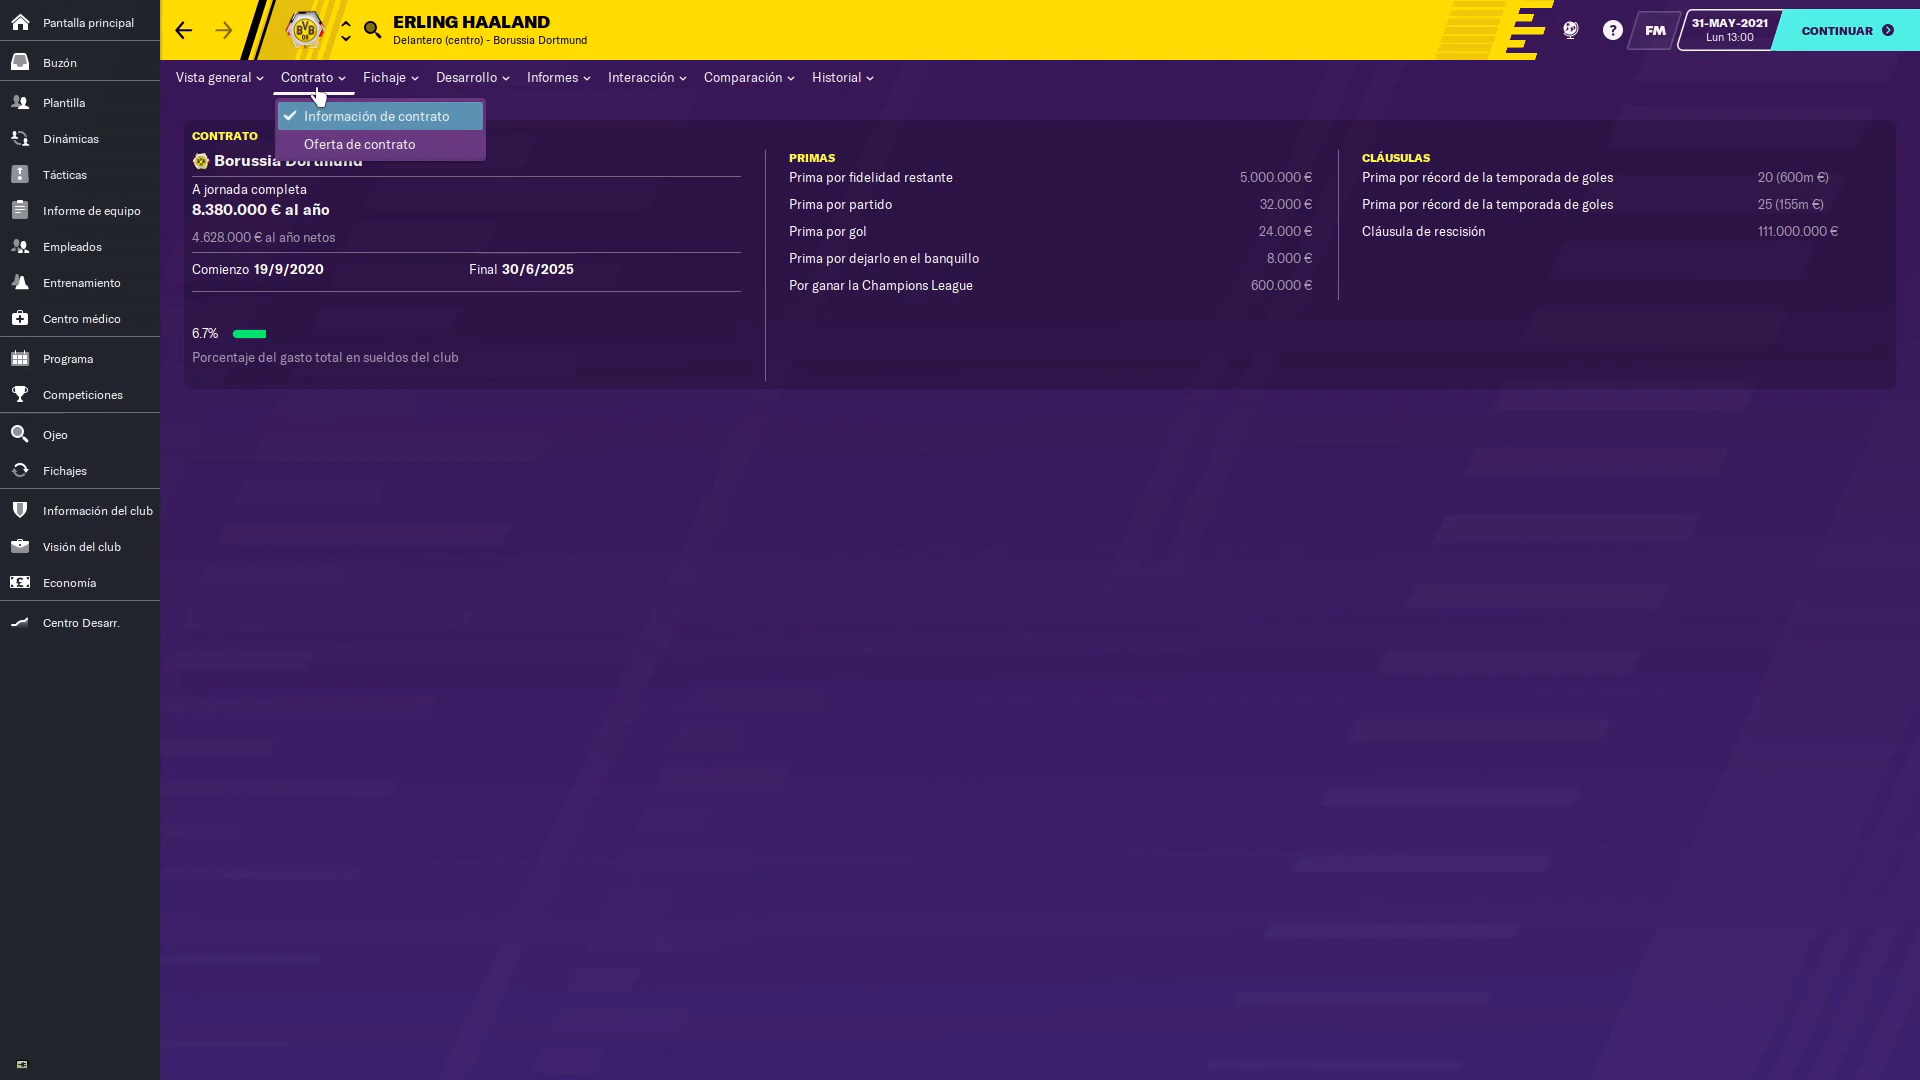 Pantalla principal
Buzón
Plantilla
Dinámicas
Tácticas
Informe de equipo
Empleados
Entrenamiento
Centro médico
Programa
Competiciones
Ojeo
Fichajes
Información del club
Visión del club
Economía
Centro Desarr.
ERLING HAALAND
Delantero (centro) - Borussia Dortmund
FM
31-MAY-2021
Lun 13:00
CONTINUAR
Vista general Contrato Fichaje Desarrollo Informes Interacción Comparación Historial
Información de contrato
Oferta de contrato
CONTRATO
Borussia Dortmund
A jornada completa
8.380.000 € al año
4.628.000 € al año netos
Comienzo 19/9/2020 Final 30/6/2025
6.7%
Porcentaje del gasto total en sueldos del club
PRIMAS
Prima por fidelidad restante 5.000.000 €
Prima por partido 32.000 €
Prima por gol 24.000 €
Prima por dejarlo en el banquillo 8.000 €
Por ganar la Champions League 600.000 €
CLÁUSULAS
Prima por récord de la temporada de goles 20 (600m €)
Prima por récord de la temporada de goles 25 (155m €)
Cláusula de rescisión 111.000.000 €